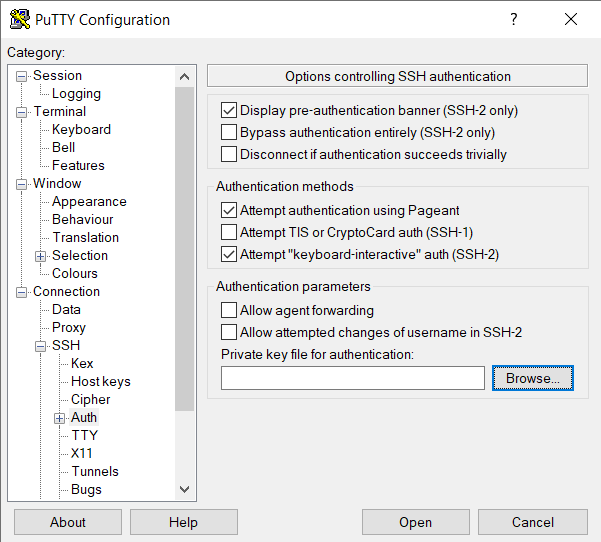 PuTTY Configuration
?
Category:
Session
Logging
Terminal
Keyboard
Bell
Features
Window
Appearance
Behaviour
Translation
Selection
Colours
Connection
Data
Proxy
SSH
Kex
Host keys
Cipher
Auth
TTY
X11
Tunnels
Bugs
Options controlling SSH authentication
Display pre-authentication banner (SSH-2 only)
Bypass authentication entirely (SSH-2 only)
Disconnect if authentication succeeds trivially
Authentication methods
Attempt authentication using Pageant
Attempt TIS or CryptoCard auth (SSH-1)
Attempt "keyboard-interactive" auth (SSH-2)
Authentication parameters
Allow agent forwarding
Allow attempted changes of username in SSH-2
Private key file for authentication:
Browse...
About
Help
Open
Cancel